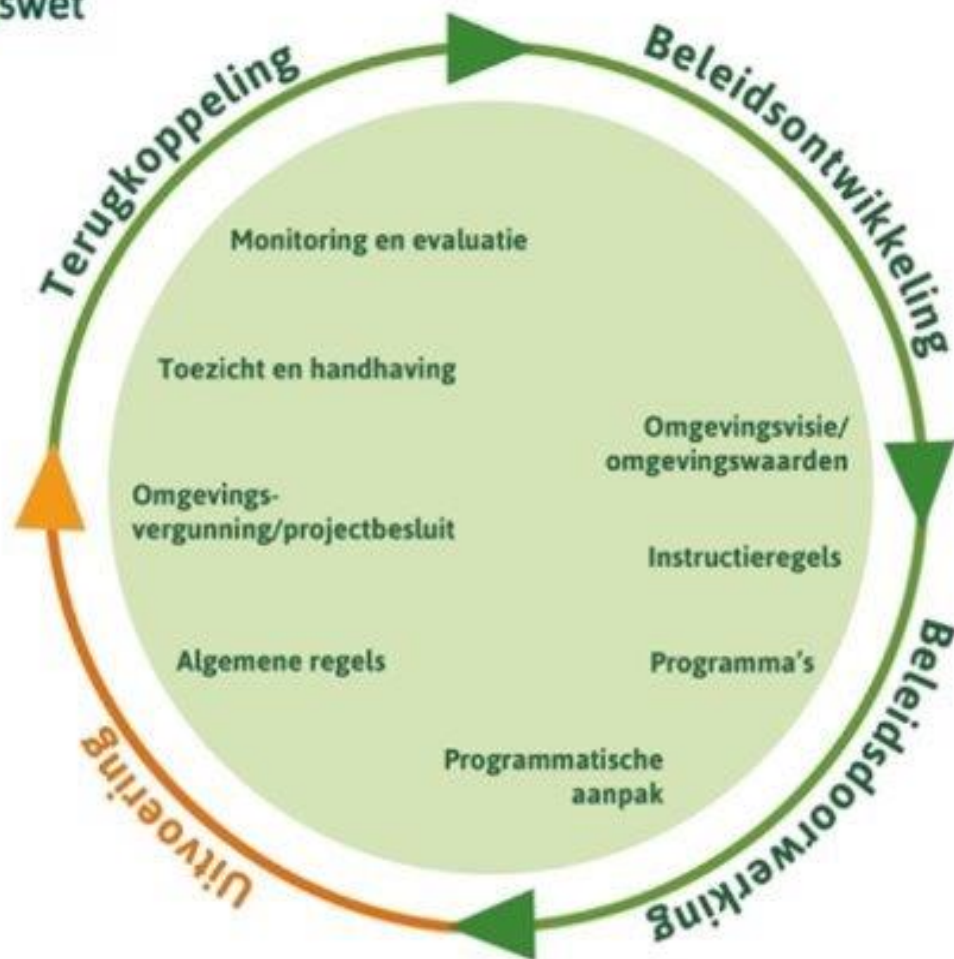 swet
Terugkoppeling
Beleidsontwikkeling
Monitoring en evaluatie
Toezicht en handhaving
Omgevingsvisie/
omgevingswaarden
Omgevings-
vergunning/projectbesluit
Instructieregels
Algemene regels
Programma's
Programmatische
aanpak
Beleidsdoorwerking
Uitvoering